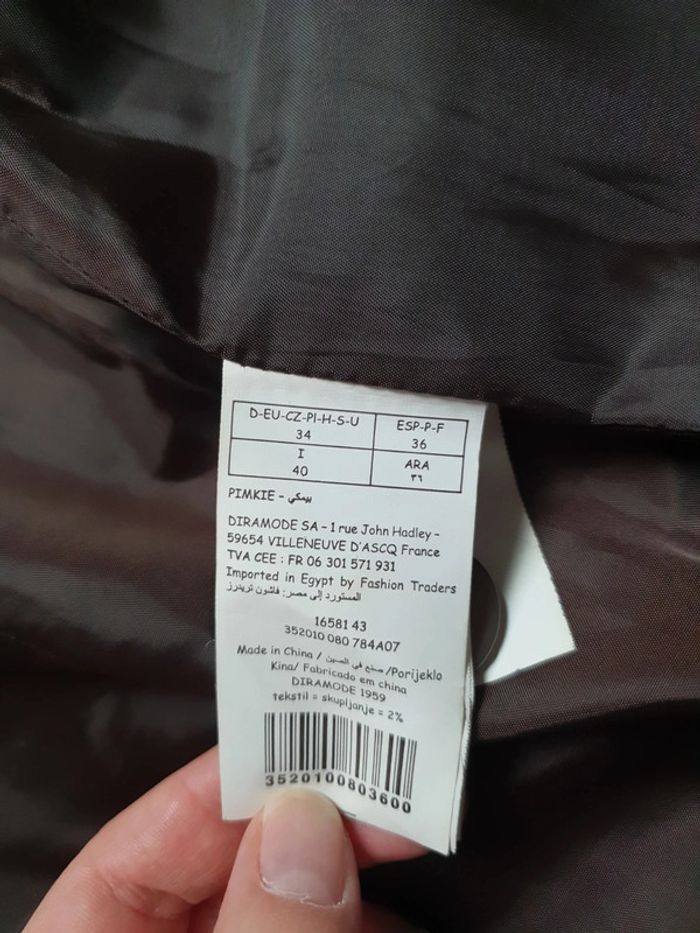 D-EU-CZ-PI-H-S-U
34
ESP-P-F
36
I
40
ARA
٣٦
PIMKIE - بيمكي
DIRAMODE SA - 1 rue John Hadley -
59654 VILLENEUVE D'ASCQ France
TVA CEE : FR 06 301 571 931
Imported in Egypt by Fashion Traders
المستورد إلى مصر: فاشون تريدرز
16581 43
352010 080 784A07
Made in China / صنع في الصين /Porijeklo
Kina/ Fabricado em china
DIRAMODE 1959
tekstil = skupljanje = 2%
3520100803600